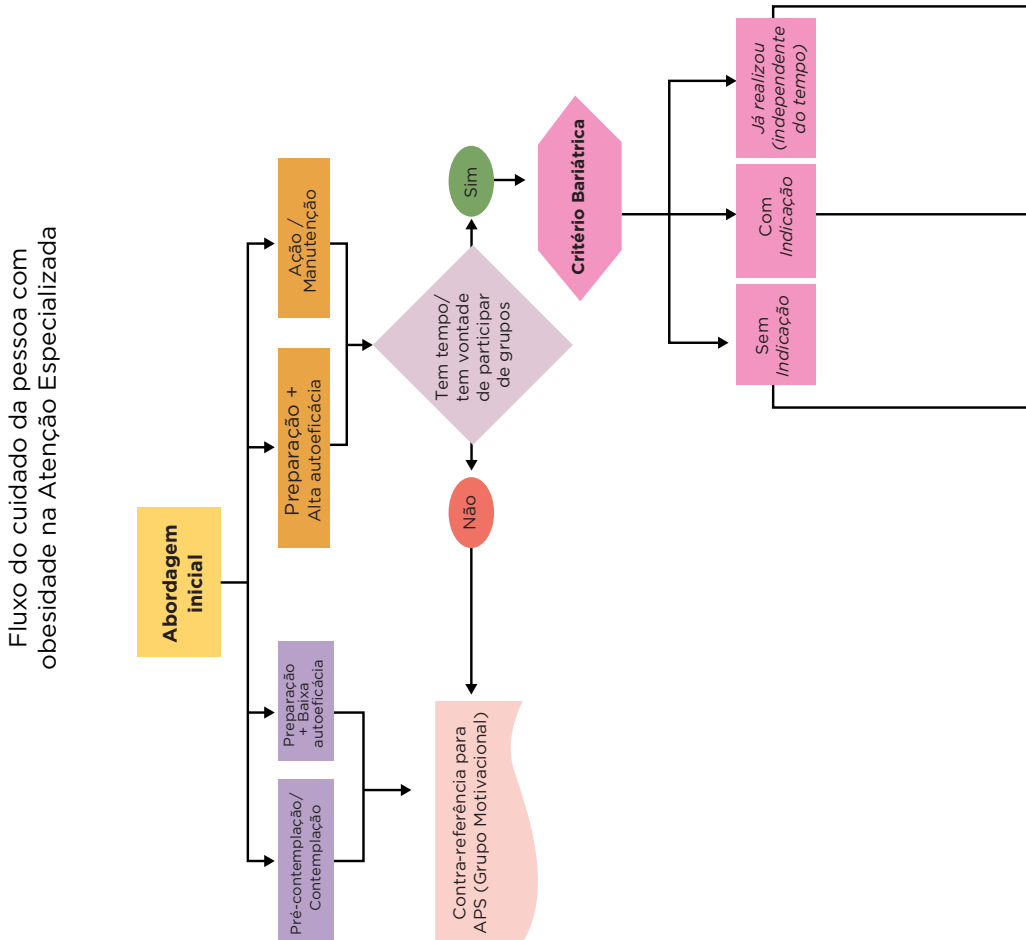 Fluxo do cuidado da pessoa com
obesidade na Atenção Especializada
Abordagem
inicial
Pré-contemplação/
Contemplação
Preparação
+ Baixa
autoeficácia
Preparação +
Alta autoeficácia
Ação /
Manutenção
Contra-referência para
APS (Grupo Motivacional)
Não
Tem tempo/
tem vontade
de participar
de grupos
Sim
Critério Bariátrica
Sem
Indicação
Com
Indicação
Já realizou
(independente
do tempo)